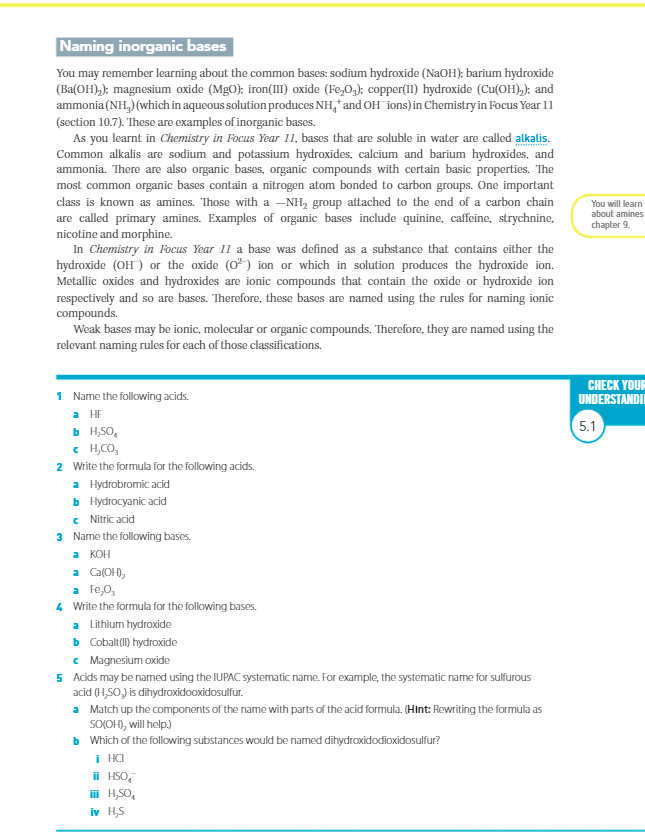 Naming inorganic bases
You may remember learning about the common bases: sodium hydroxide (NaOH); barium hydroxide
(Ba(OH)₂); magnesium oxide (MgO); iron(III) oxide (Fe₂O₃); copper(II) hydroxide (Cu(OH)₂); and
ammonia (NH₃) (which in aqueous solution produces NH₄⁺ and OH⁻ ions) in Chemistry in Focus Year 11
(section 10.7). These are examples of inorganic bases.
As you learnt in Chemistry in Focus Year 11, bases that are soluble in water are called alkalis.
Common alkalis are sodium and potassium hydroxides, calcium and barium hydroxides, and
ammonia. There are also organic bases, organic compounds with certain basic properties. The
most common organic bases contain a nitrogen atom bonded to carbon groups. One important
class is known as amines. Those with a —NH₂ group attached to the end of a carbon chain
are called primary amines. Examples of organic bases include quinine, caffeine, strychnine,
nicotine and morphine.
You will learn
about amines
chapter 9.
In Chemistry in Focus Year 11 a base was defined as a substance that contains either the
hydroxide (OH⁻) or the oxide (O²⁻) ion or which in solution produces the hydroxide ion.
Metallic oxides and hydroxides are ionic compounds that contain the oxide or hydroxide ion
respectively and so are bases. Therefore, these bases are named using the rules for naming ionic
compounds.
Weak bases may be ionic, molecular or organic compounds. Therefore, they are named using the
relevant naming rules for each of those classifications.
CHECK YOUR
UNDERSTANDI
5.1
1 Name the following acids.
a HF
b H₂SO₄
c H₂CO₃
2 Write the formula for the following acids.
a Hydrobromic acid
b Hydrocyanic acid
c Nitric acid
3 Name the following bases.
a KOH
a Ca(OH)₂
a Fe₂O₃
4 Write the formula for the following bases.
a Lithium hydroxide
b Cobalt(II) hydroxide
c Magnesium oxide
5 Acids may be named using the IUPAC systematic name. For example, the systematic name for sulfurous
acid (H₂SO₃) is dihydroxidooxidosulfur.
a Match up the components of the name with parts of the acid formula. (Hint: Rewriting the formula as
SO(OH)₂ will help.)
b Which of the following substances would be named dihydroxidodioxidosulfur?
i HCl
ii HSO₄⁻
iii H₂SO₄
iv H₂S